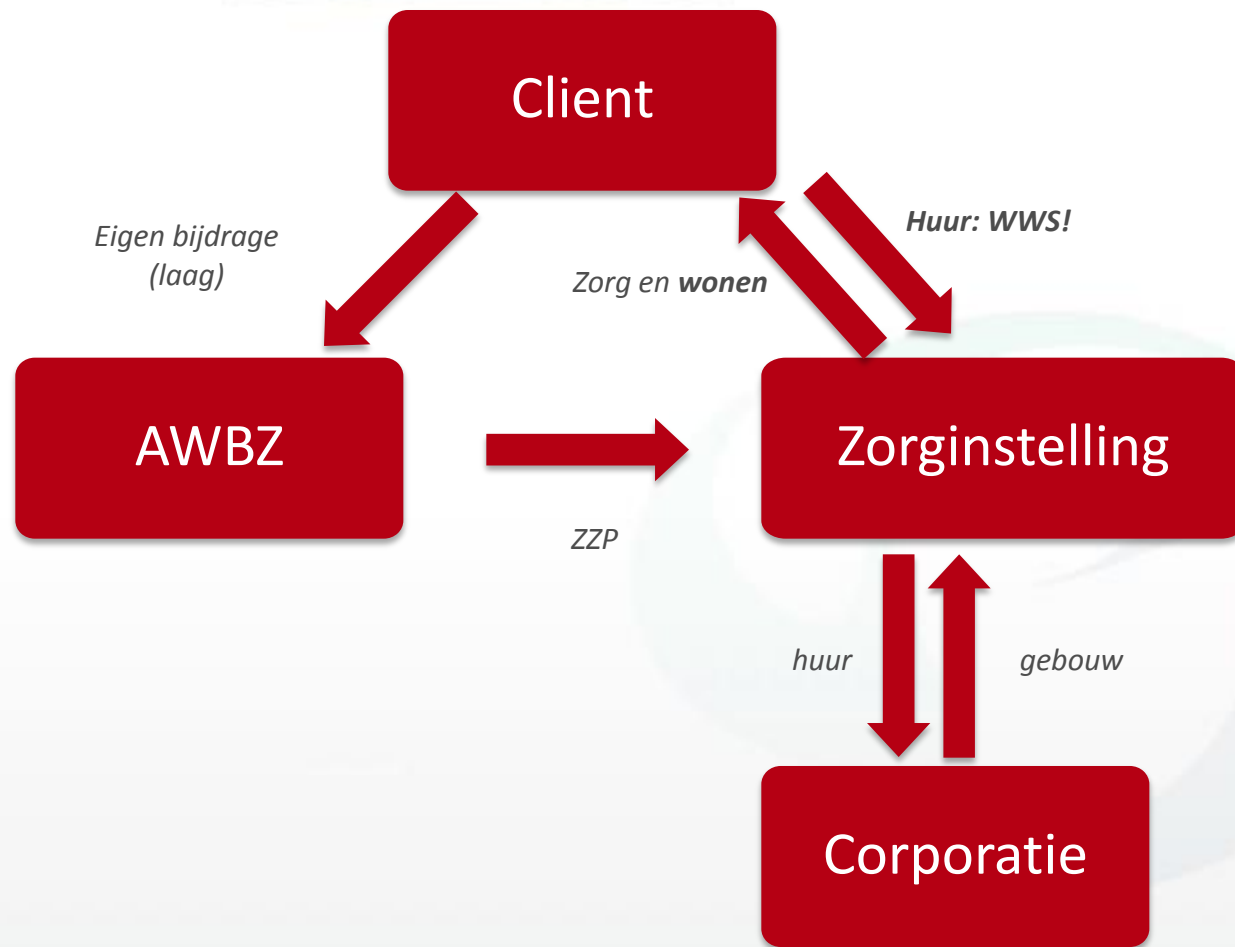 Client
Eigen bijdrage
(laag)
Huur: WWS!
Zorg en wonen
AWBZ
Zorginstelling
ZZP
huur
gebouw
Corporatie